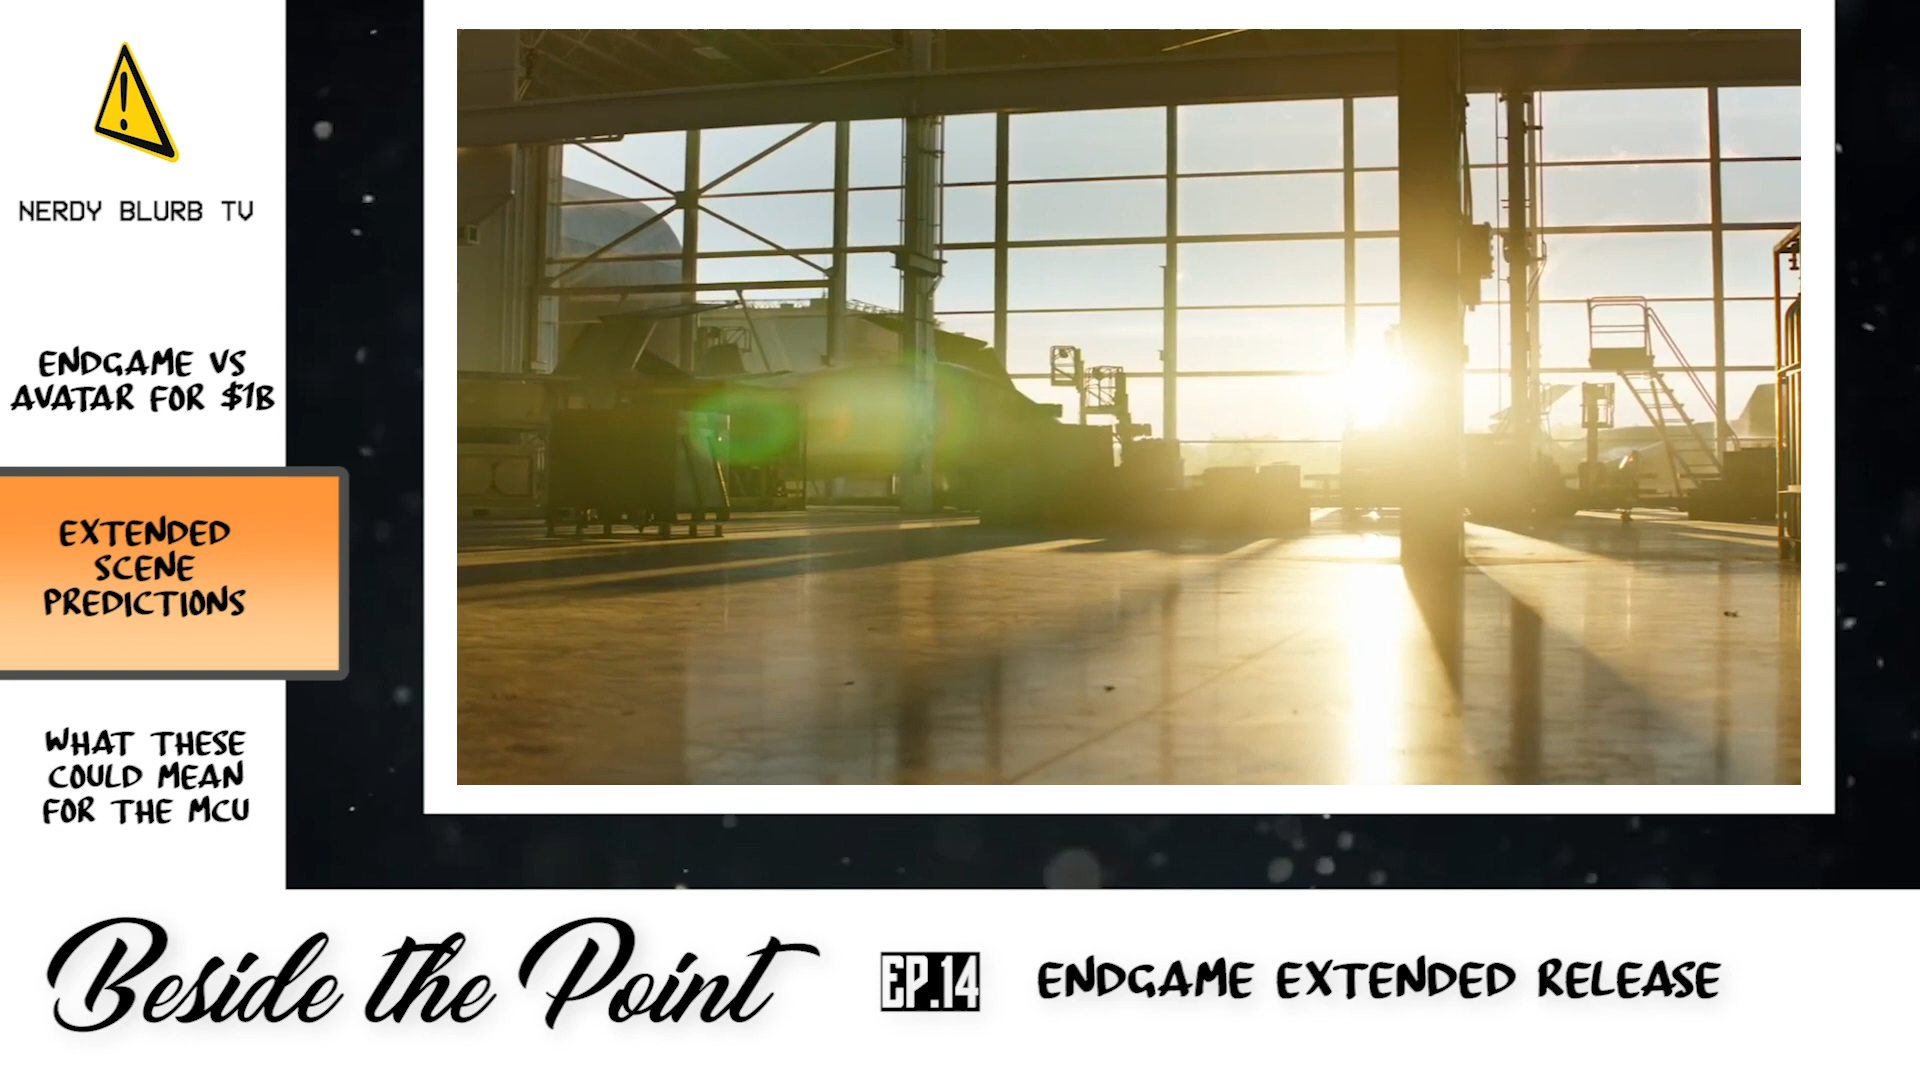 !
NERDY BLURB TV
ENDGAME VS
AVATAR FOR $1B
EXTENDED
SCENE
PREDICTIONS
WHAT THESE
COULD MEAN
FOR THE MCU
Beside the Point
EP.14
ENDGAME EXTENDED RELEASE